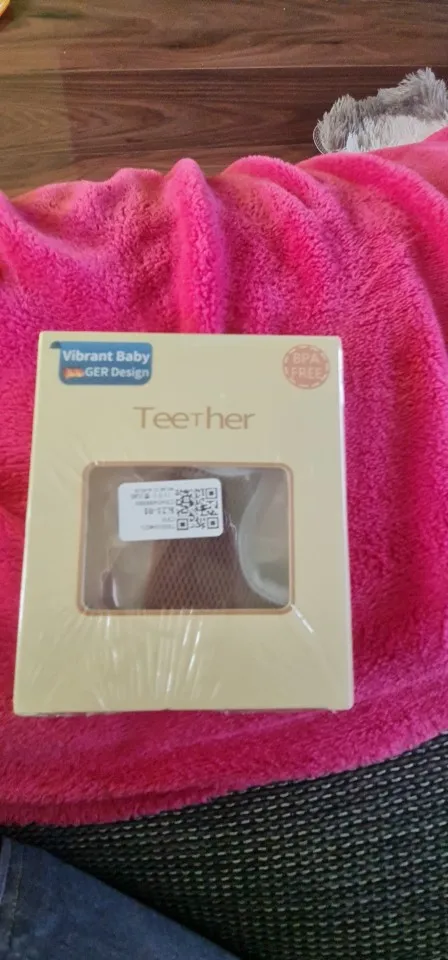 Vibrant Baby
GER Design
BPA
FREE
Teether